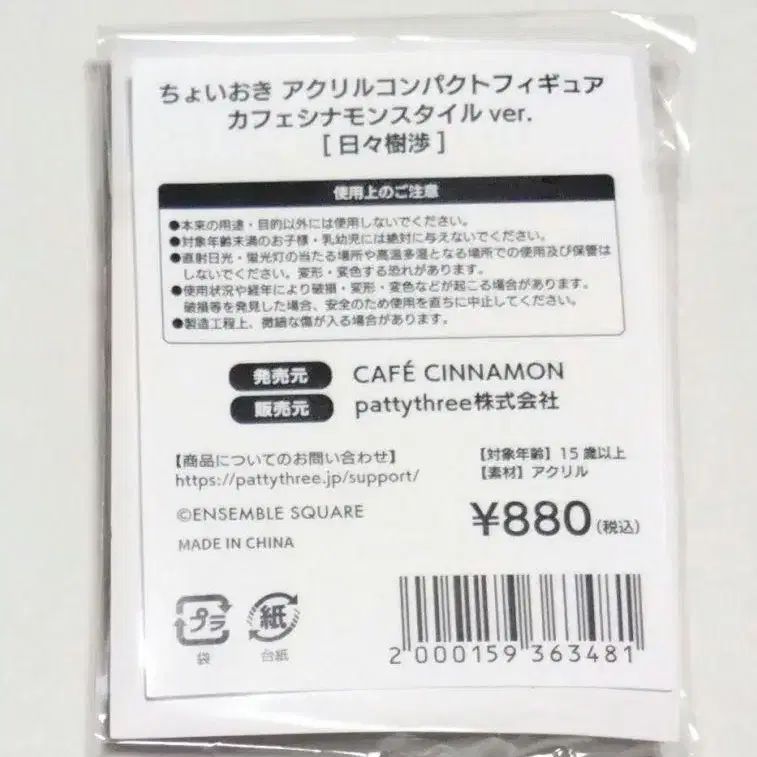 ちょいおき アクリルコンパクトフィギュア
カフェシナモンスタイル ver.
[ 日々樹渉 ]
使用上のご注意
●本来の用途・目的以外には使用しないでください。
●対象年齢未満のお子様・乳幼児には絶対に与えないでください。
●直射日光・蛍光灯の当たる場所や高温多湿となる場所での使用及び保管は
しないでください。変形・変色する恐れがあります。
●使用状況や経年により破損・変形・変色などが起こる場合があります。
破損等を発見した場合、安全のため使用を直ちに中止してください。
●製造工程上、微細な傷が入る場合があります。
発売元 CAFÉ CINNAMON
販売元 pattythree株式会社
【商品についてのお問い合わせ】
https://pattythree.jp/support/
【対象年齢】15歳以上
【素材】アクリル
©ENSEMBLE SQUARE
MADE IN CHINA
¥880(税込)
プラ
袋
紙
台紙
2 000159 363481